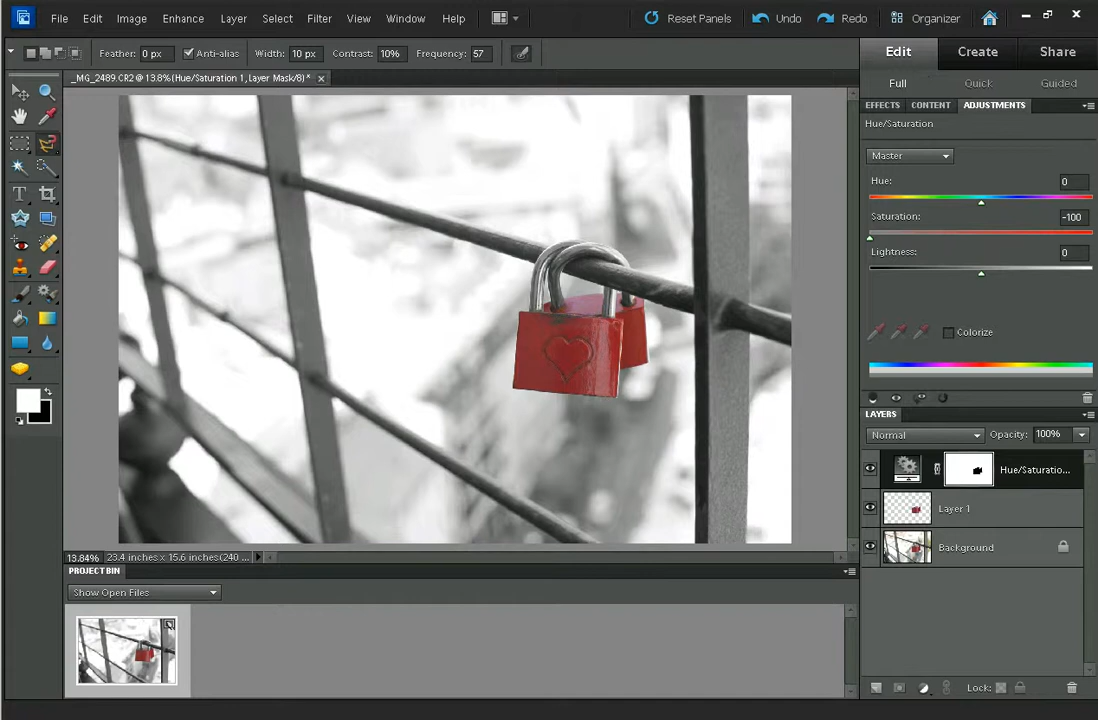 File Edit Image Enhance Layer Select Filter View Window Help Reset Panels Undo Redo Organizer
Feather: 0 px Anti-alias Width: 10 px Contrast: 10% Frequency: 57
Edit Create Share
_MG_2489.CR2 @ 13.8% (Hue/Saturation 1, Layer Mask/8) *
Full Quick Guided
EFFECTS CONTENT ADJUSTMENTS
Hue/Saturation
Master
Hue: 0
Saturation: -100
Lightness: 0
Colorize
LAYERS
Normal Opacity: 100%
Hue/Saturatio...
Layer 1
Background
13.84% 23.4 inches x 15.6 inches (240 ...
PROJECT BIN
Show Open Files
Lock: